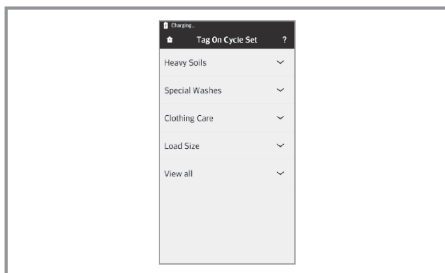 Charging..
Tag On Cycle Set ?
Heavy Soils
Special Washes
Clothing Care
Load Size
View all